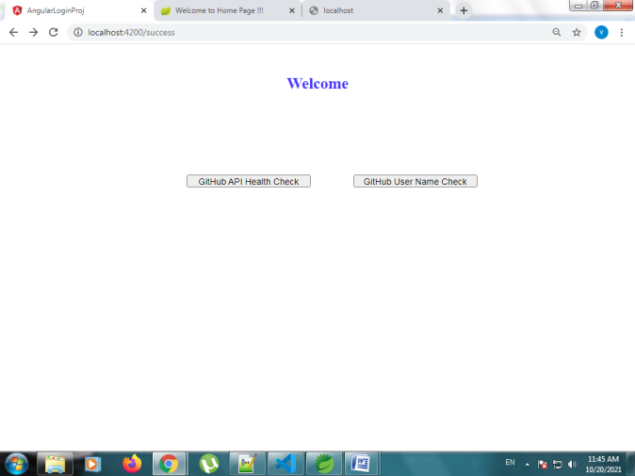 AngularLoginProj
Welcome to Home Page !!!
localhost
localhost:4200/success
V
Welcome
GitHub API Health Check
GitHub User Name Check
EN
11:45 AM
10/20/2021